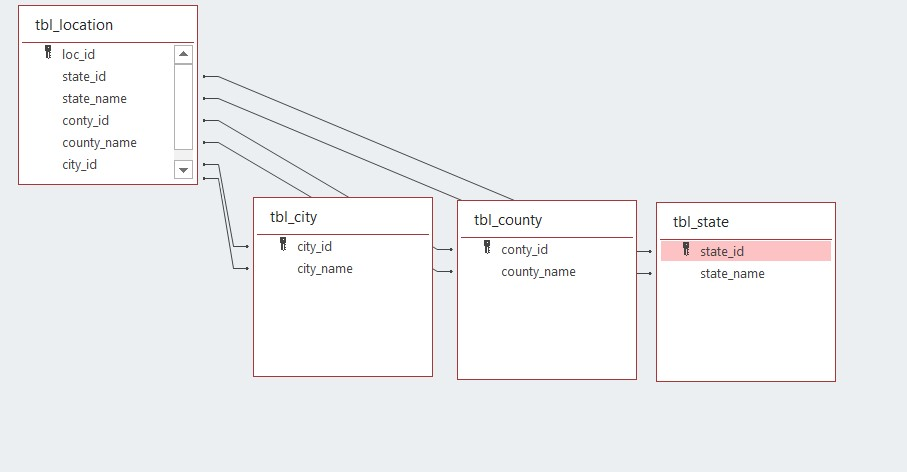 tbl_location
loc_id
state_id
state_name
conty_id
county_name
city_id
tbl_city
city_id
city_name
tbl_county
conty_id
county_name
tbl_state
state_id
state_name